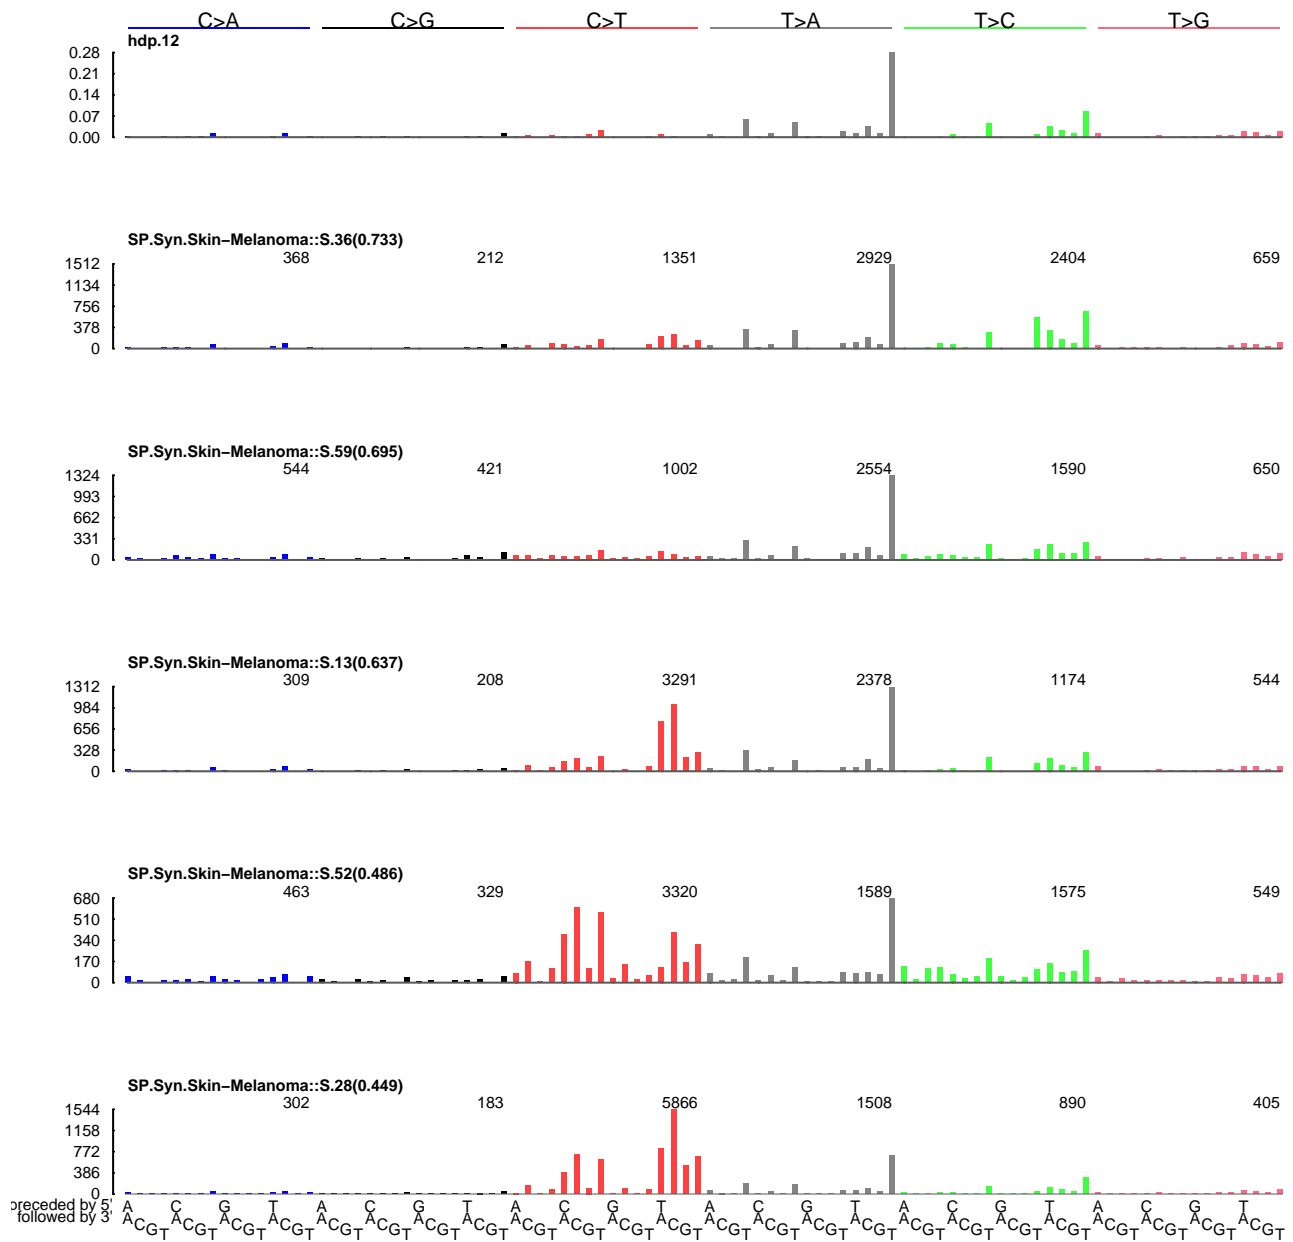 C>A C>G C>T T>A T>C T>G
hdp.12
0.28
0.21
0.14
0.07
0.00
SP.Syn.Skin−Melanoma::S.36(0.733)
368 212 1351 2929 2404 659
1512
1134
756
378
0
SP.Syn.Skin−Melanoma::S.59(0.695)
544 421 1002 2554 1590 650
1324
993
662
331
0
SP.Syn.Skin−Melanoma::S.13(0.637)
309 208 3291 2378 1174 544
1312
984
656
328
0
SP.Syn.Skin−Melanoma::S.52(0.486)
463 329 3320 1589 1575 549
680
510
340
170
0
SP.Syn.Skin−Melanoma::S.28(0.449)
302 183 5866 1508 890 405
1544
1158
772
386
0
preceded by 5' A C G T A C G T A C G T A C G T A C G T A C G T
followed by 3' A C G T A C G T A C G T A C G T A C G T A C G T A C G T A C G T A C G T A C G T A C G T A C G T A C G T A C G T A C G T A C G T A C G T A C G T A C G T A C G T A C G T A C G T A C G T A C G T